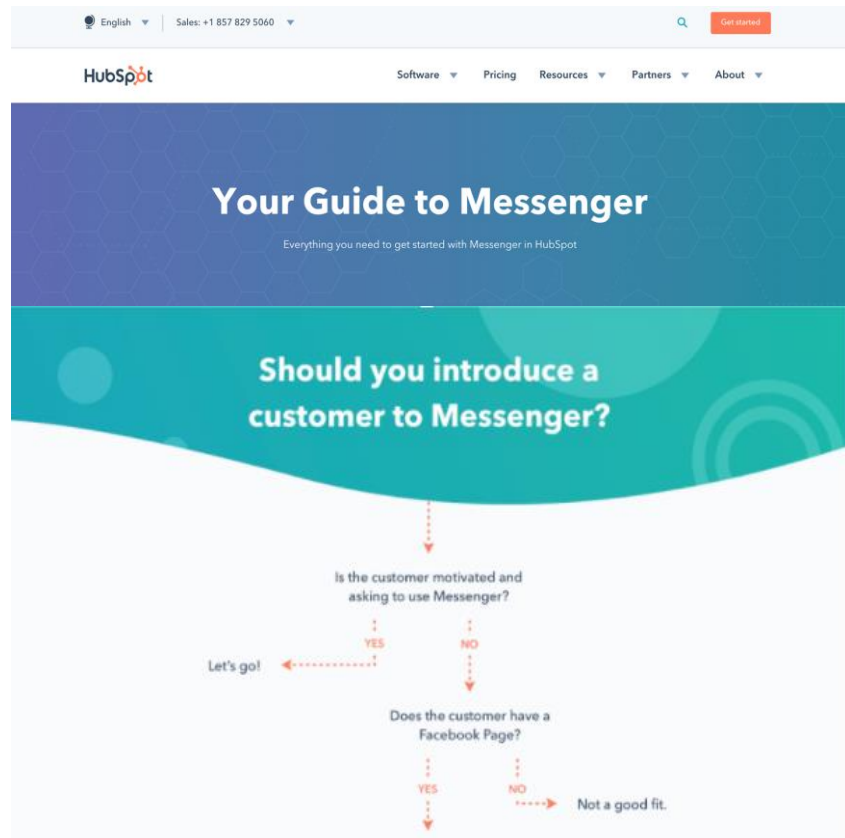 English
Sales: +1 857 829 5060
Get started
HubSpot
Software
Pricing
Resources
Partners
About
Your Guide to Messenger
Everything you need to get started with Messenger in HubSpot
Should you introduce a
customer to Messenger?
Is the customer motivated and
asking to use Messenger?
YES
NO
Let's go!
Does the customer have a
Facebook Page?
YES
NO
Not a good fit.